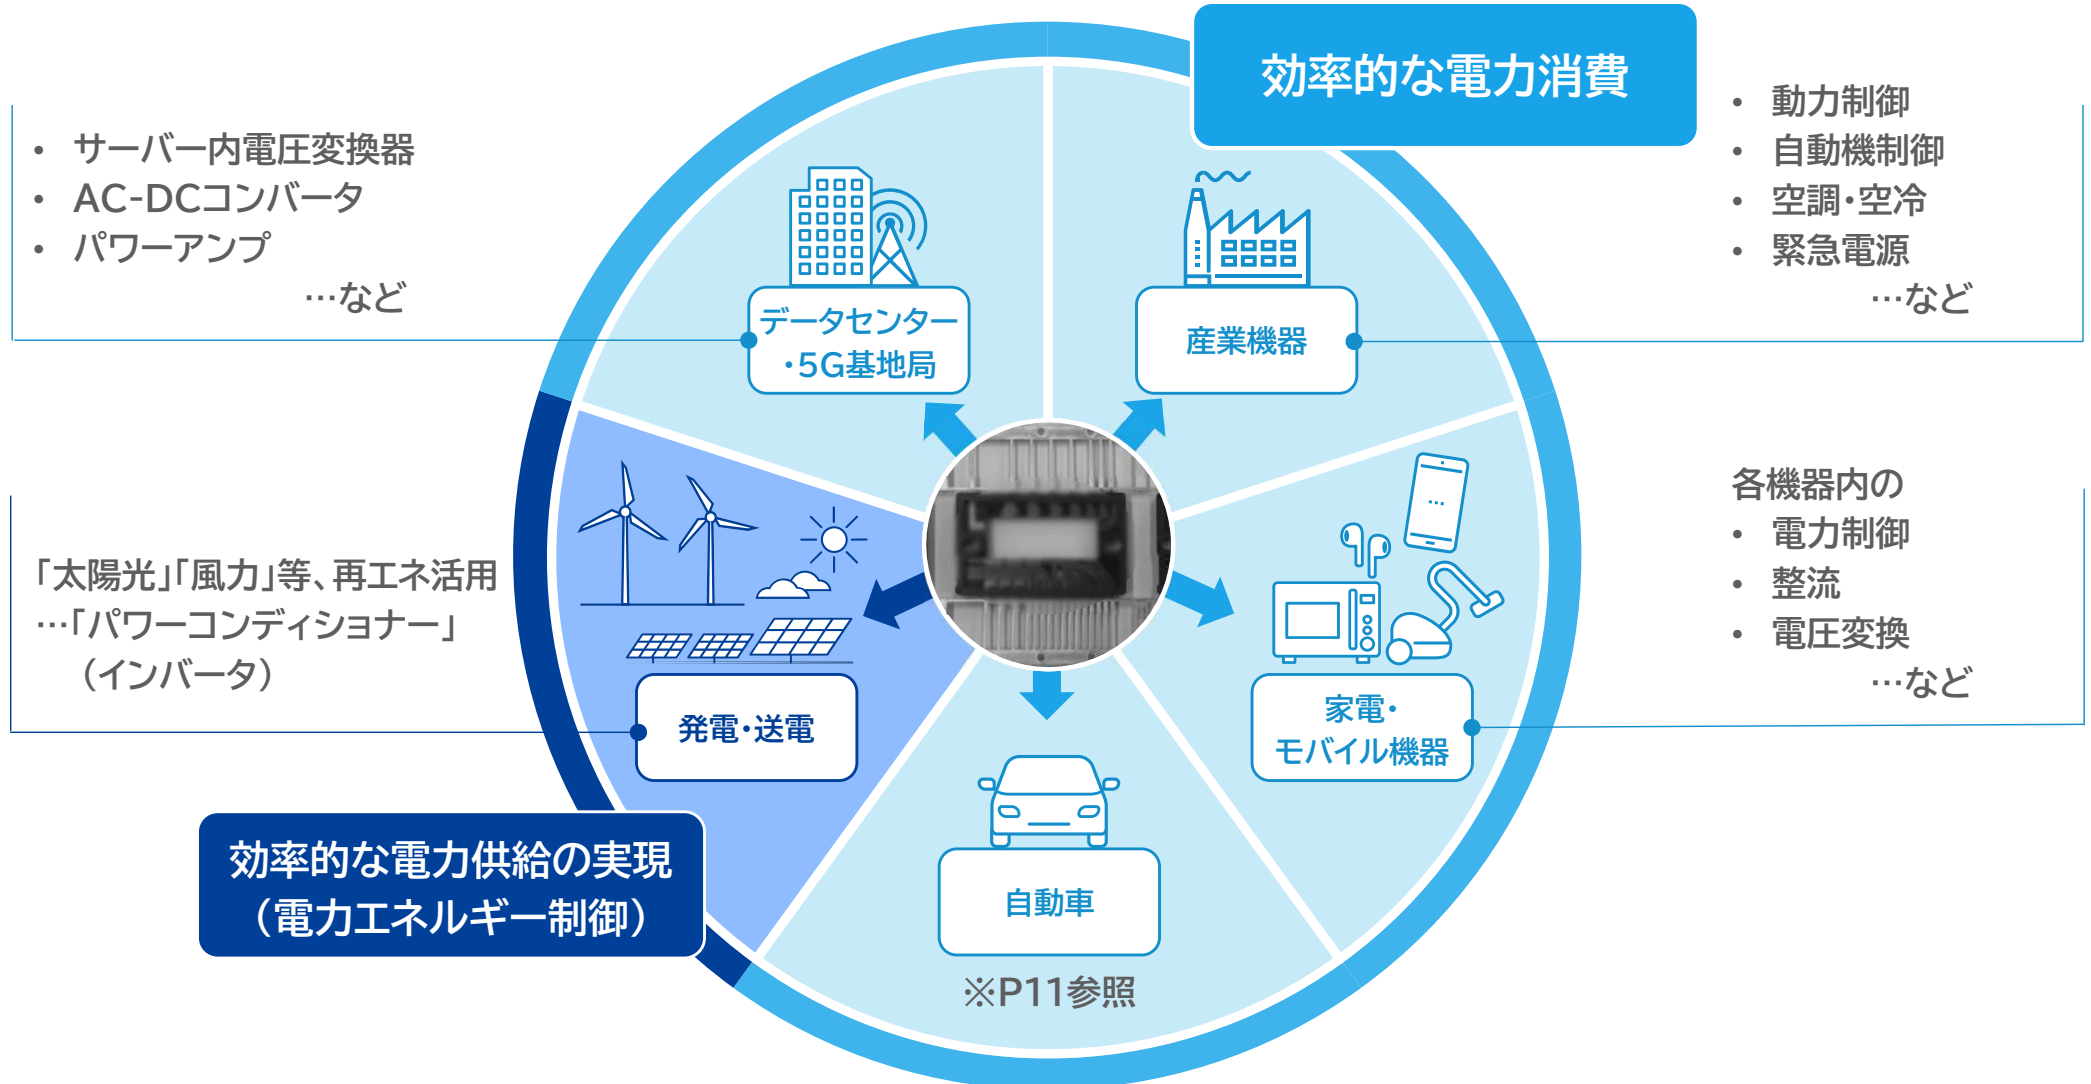 効率的な電力消費
• サーバー内電圧変換器
• AC-DCコンバータ
• パワーアンプ
…など
データセンター
・5G基地局
• 動力制御
• 自動機制御
• 空調・空冷
• 緊急電源
…など
産業機器
「太陽光」「風力」等、再エネ活用
…「パワーコンディショナー」
（インバータ）
発電・送電
各機器内の
• 電力制御
• 整流
• 電圧変換
…など
家電・
モバイル機器
効率的な電力供給の実現
（電力エネルギー制御）
自動車
※P11参照